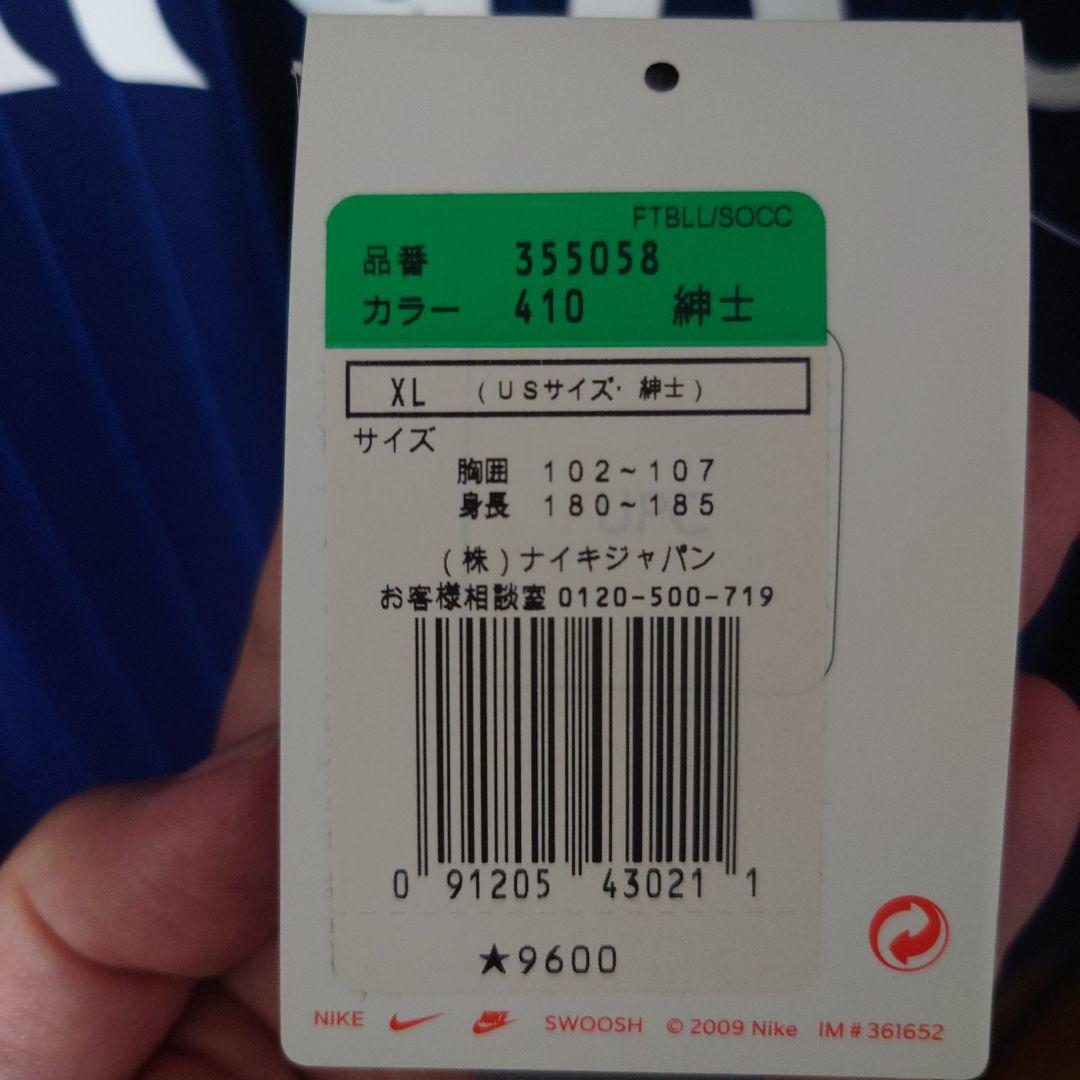 FTBLL/SOCC
品番 355058
カラー 410 紳士
XL (USサイズ・紳士)
サイズ
胸囲 102~107
身長 180~185
(株)ナイキジャパン
お客様相談室 0120-500-719
0 91205 43021 1
★9600
NIKE NIKE SWOOSH © 2009 Nike IM # 361652